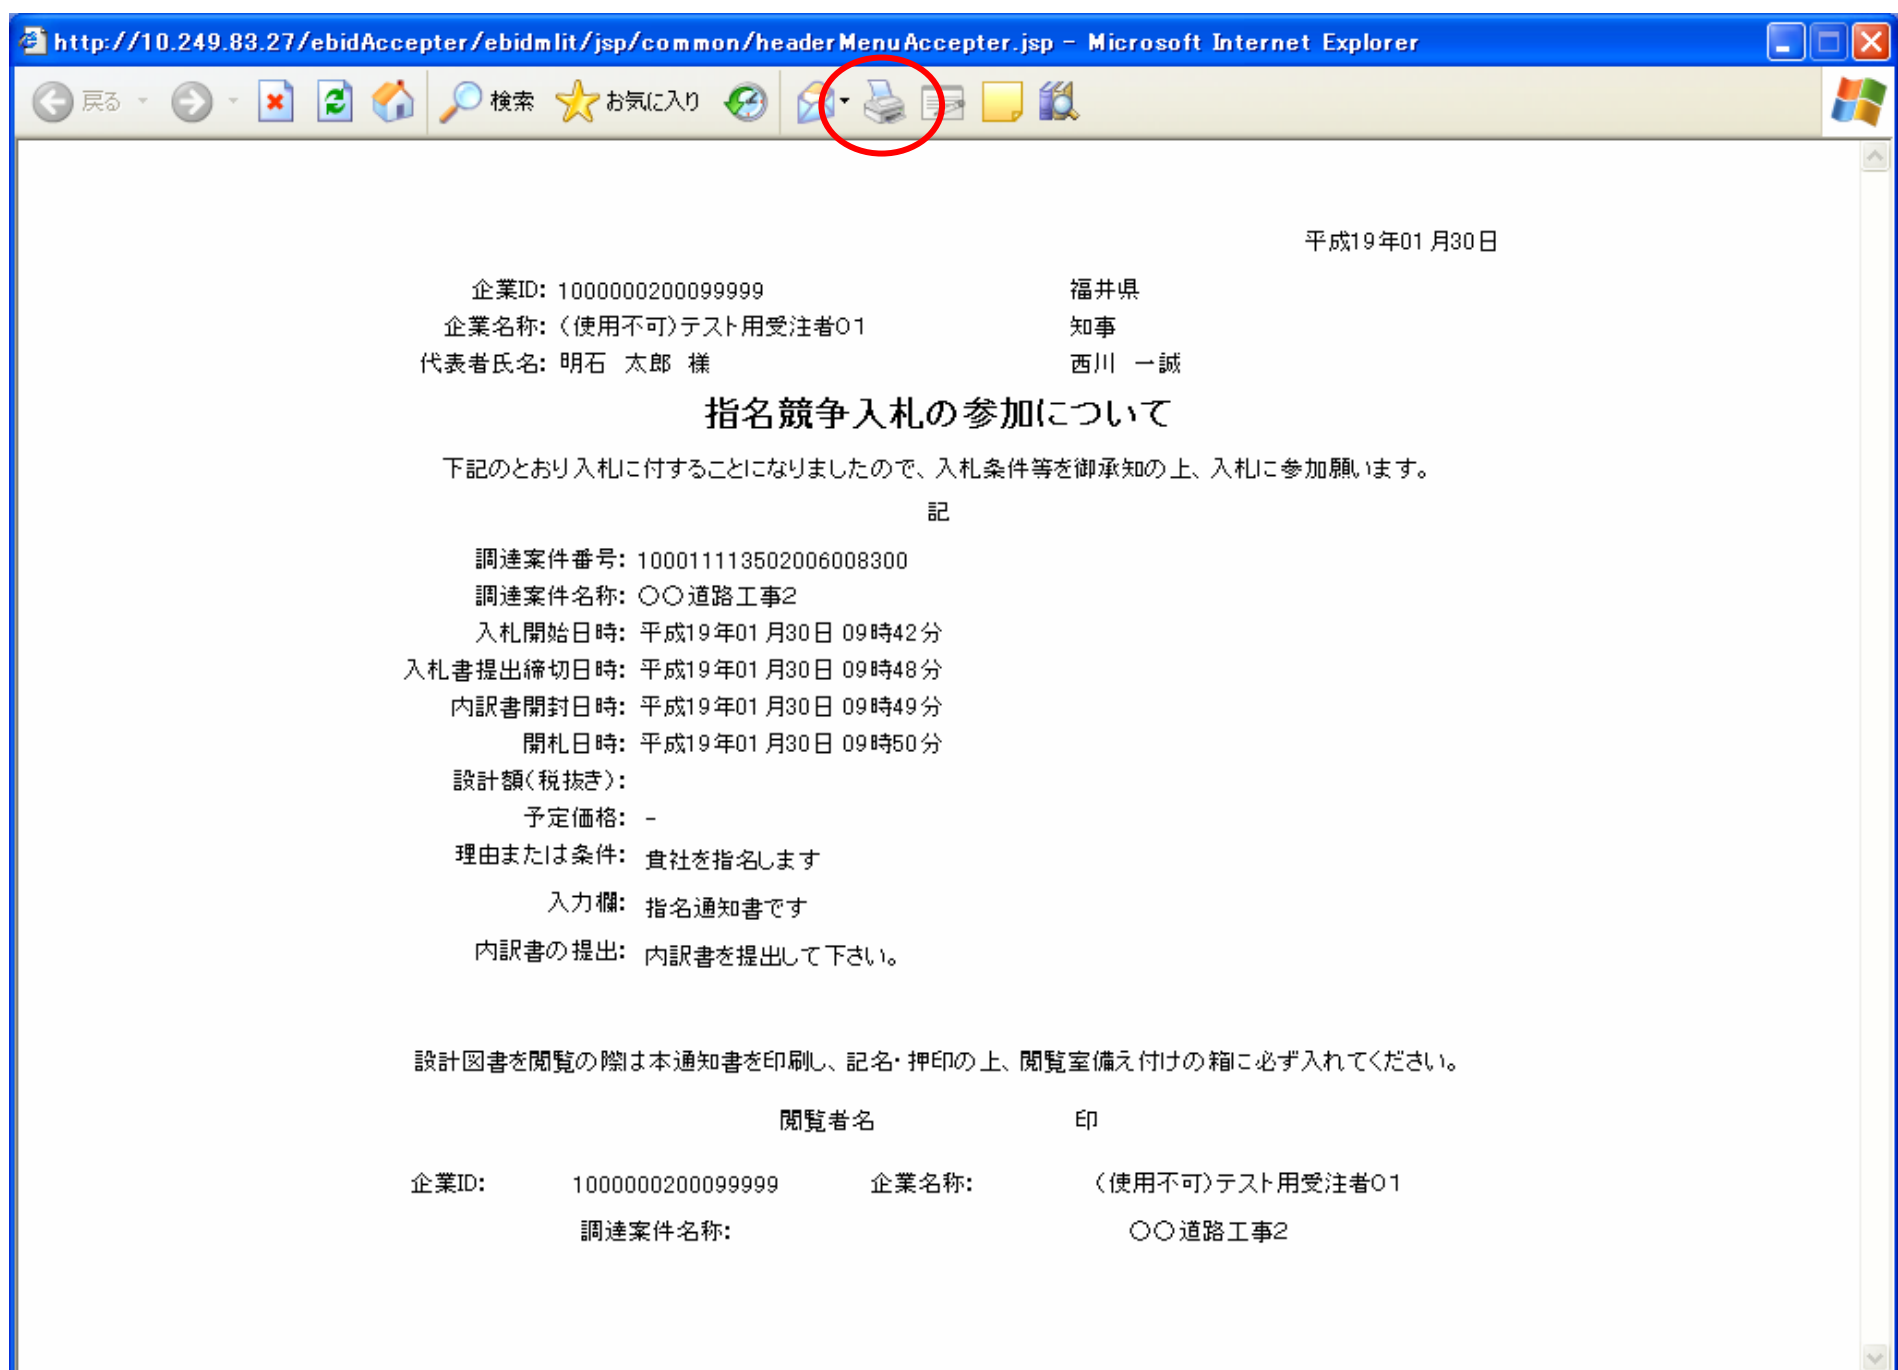 http://10.249.83.27/ebidAccepter/ebidmlit/jsp/common/headerMenuAccepter.jsp - Microsoft Internet Explorer
戻る 検索 お気に入り
平成19年01月30日
企業ID: 1000000200099999 福井県
企業名称: (使用不可)テスト用受注者01 知事
代表者氏名: 明石 太郎 様 西川 一誠
指名競争入札の参加について
下記のとおり入札に付することになりましたので、入札条件等を御承知の上、入札に参加願います。
記
調達案件番号: 100011113502006008300
調達案件名称: 〇〇道路工事2
入札開始日時: 平成19年01月30日 09時42分
入札書提出締切日時: 平成19年01月30日 09時48分
内訳書開封日時: 平成19年01月30日 09時49分
開札日時: 平成19年01月30日 09時50分
設計額(税抜き):
予定価格: -
理由または条件: 貴社を指名します
入力欄: 指名通知書です
内訳書の提出: 内訳書を提出して下さい。
設計図書を閲覧の際は本通知書を印刷し、記名・押印の上、閲覧室備え付けの箱に必ず入れてください。
閲覧者名 印
企業ID: 1000000200099999 企業名称: (使用不可)テスト用受注者01
調達案件名称: 〇〇道路工事2